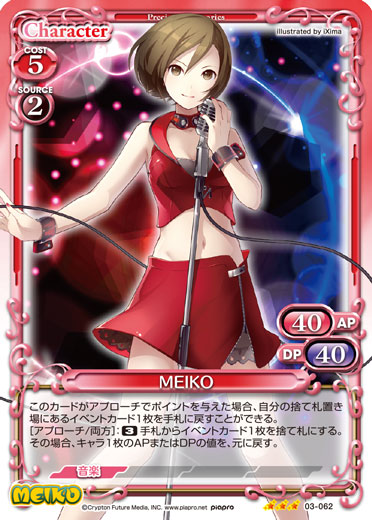 Precious Memories
Character
illustrated by iXima
COST
5
SOURCE
2
40 AP
DP 40
MEIKO
このカードがアプローチでポイントを与えた場合、自分の捨て札置き
場にあるイベントカード1枚を手札に戻すことができる。
[アプローチ/両方]:3手札からイベントカード1枚を捨て札にする。
その場合、キャラ1枚のAPまたはDPの値を、元に戻す。
音楽
MEIKO
©Crypton Future Media, INC. www.piapro.net piapro
03-062